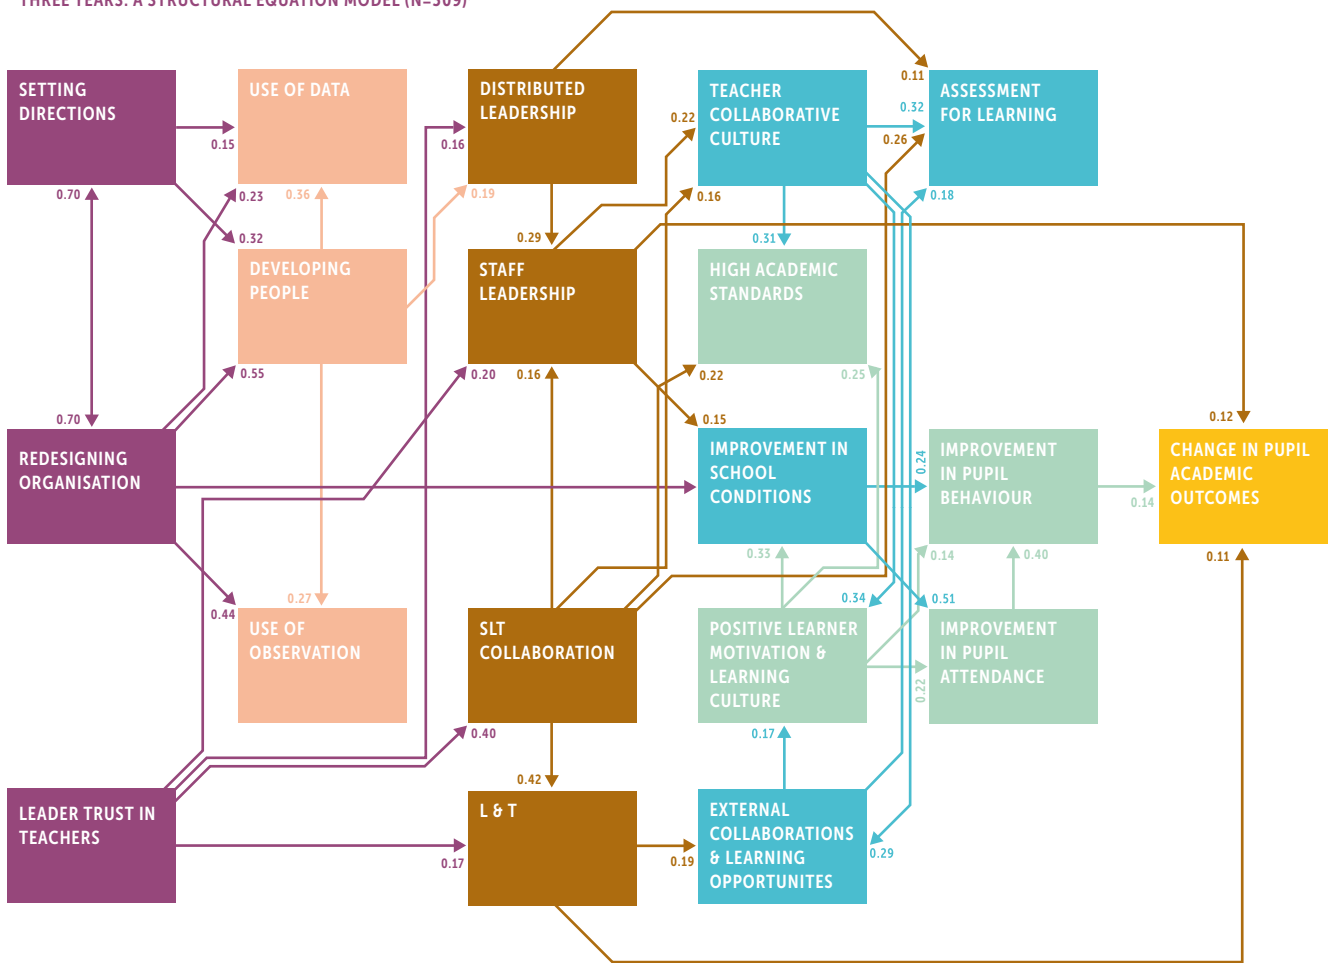 THREE YEARS: A STRUCTURAL EQUATION MODEL (N=309)
SETTING
DIRECTIONS
USE OF DATA
DISTRIBUTED
LEADERSHIP
TEACHER
COLLABORATIVE
CULTURE
ASSESSMENT
FOR LEARNING
0.11
0.32
0.26
0.22
0.15
0.16
0.70
0.23
0.36
0.19
0.16
0.18
0.32
0.29
0.31
DEVELOPING
PEOPLE
STAFF
LEADERSHIP
HIGH ACADEMIC
STANDARDS
0.55
0.20
0.16
0.22
0.25
0.70
0.15
0.12
REDESIGNING
ORGANISATION
IMPROVEMENT IN
SCHOOL
CONDITIONS
0.24
IMPROVEMENT
IN PUPIL
BEHAVIOUR
0.14
CHANGE IN PUPIL
ACADEMIC
OUTCOMES
0.33
0.14
0.40
0.11
0.44
0.27
0.34
0.51
USE OF
OBSERVATION
SLT
COLLABORATION
POSITIVE LEARNER
MOTIVATION &
LEARNING
CULTURE
0.22
IMPROVEMENT
IN PUPIL
ATTENDANCE
0.40
0.17
0.42
LEADER TRUST IN
TEACHERS
L & T
EXTERNAL
COLLABORATIONS
& LEARNING
OPPORTUNITES
0.17
0.19
0.29